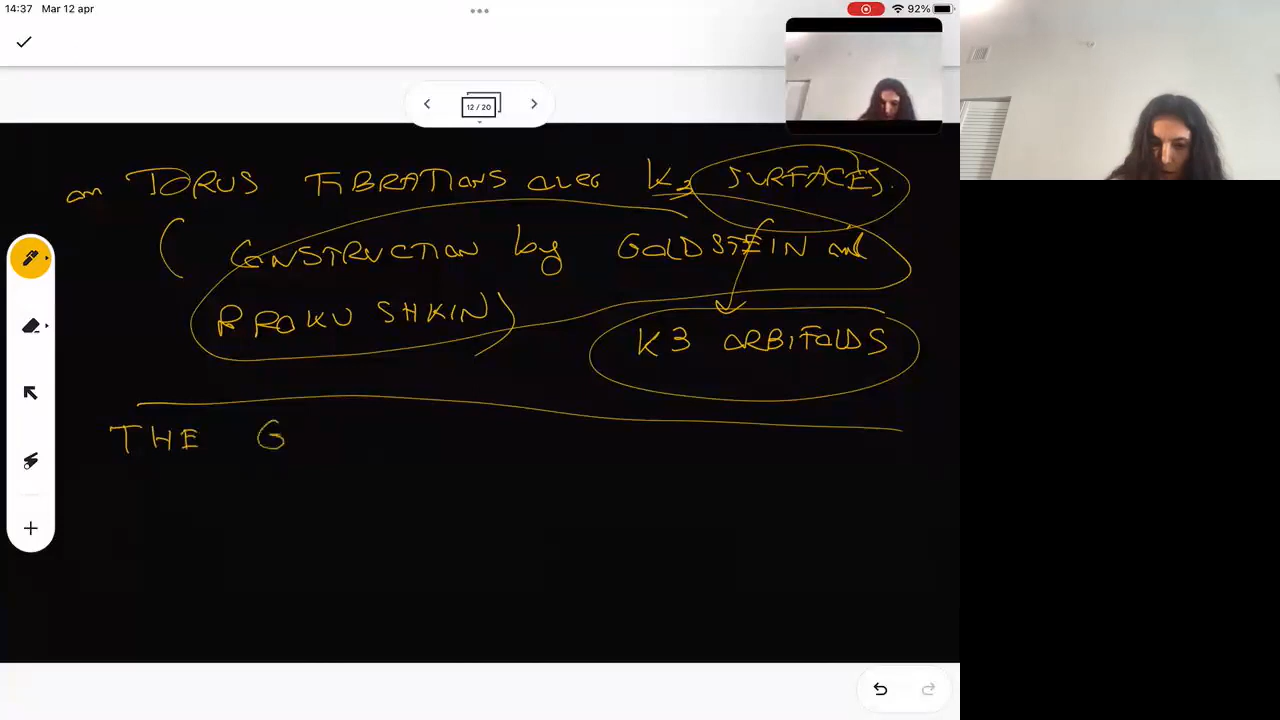 14:37 Mar 12 apr 92%
12 / 20
on TORUS FIBRATIONS over K3 SURFACES.
( CONSTRUCTION by GOLDSTEIN and
PROKUSHKIN)
K3 ORBIFOLDS
THE G